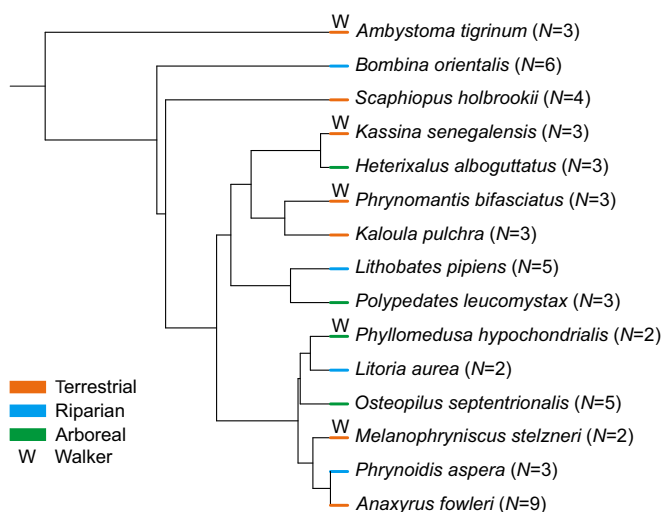 W
Ambystoma tigrinum (N=3)
Bombina orientalis (N=6)
Scaphiopus holbrookii (N=4)
W
Kassina senegalensis (N=3)
Heterixalus alboguttatus (N=3)
W
Phrynomantis bifasciatus (N=3)
Kaloula pulchra (N=3)
Lithobates pipiens (N=5)
Polypedates leucomystax (N=3)
W
Phyllomedusa hypochondrialis (N=2)
Litoria aurea (N=2)
Osteopilus septentrionalis (N=5)
W
Melanophryniscus stelzneri (N=2)
Phrynoidis aspera (N=3)
Anaxyrus fowleri (N=9)
Terrestrial
Riparian
Arboreal
W Walker